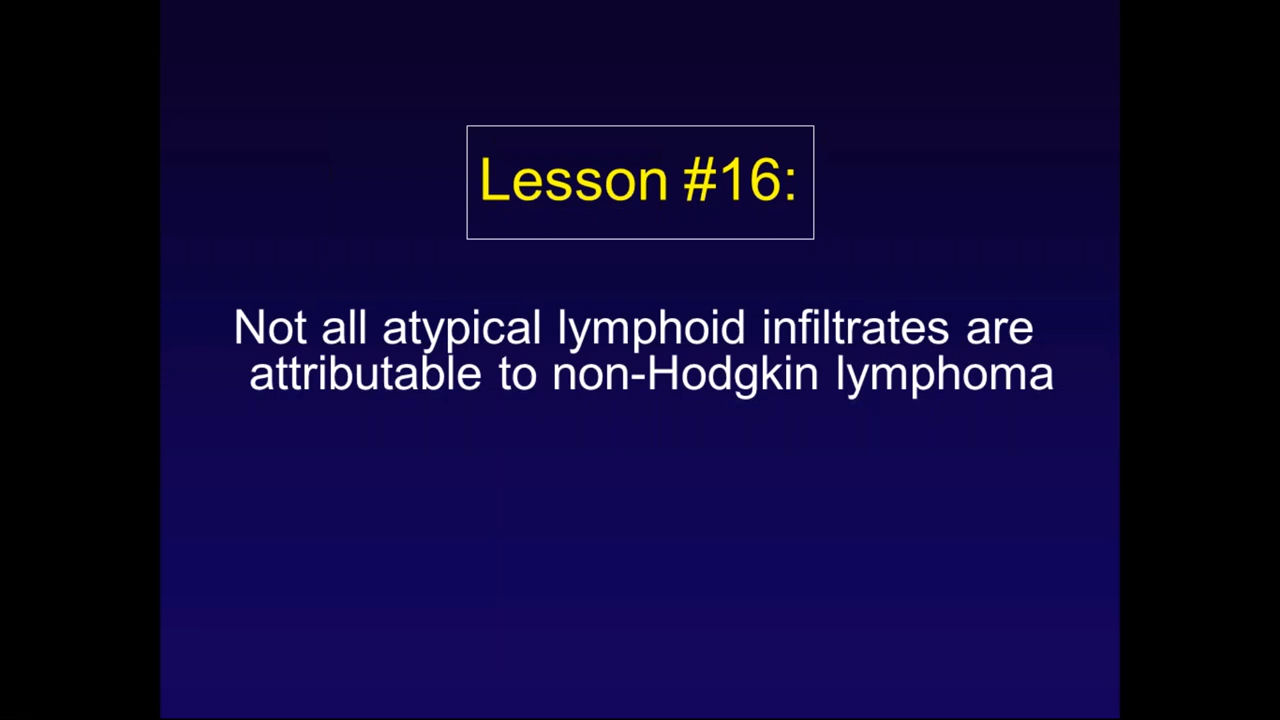 Lesson #16:
Not all atypical lymphoid infiltrates are
attributable to non-Hodgkin lymphoma